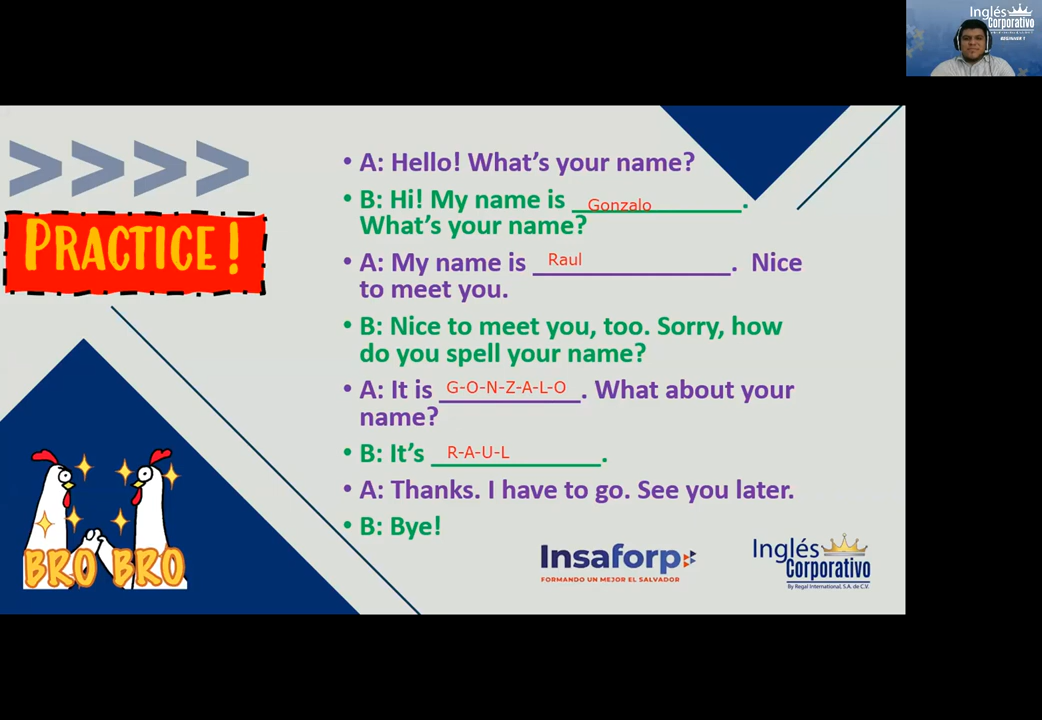 Inglés
Corporativo
BEGINNER 1
PRACTICE!
• A: Hello! What's your name?
• B: Hi! My name is Gonzalo.
What's your name?
• A: My name is Raul. Nice
to meet you.
• B: Nice to meet you, too. Sorry, how
do you spell your name?
• A: It is G-O-N-Z-A-L-O. What about your
name?
• B: It's R-A-U-L.
• A: Thanks. I have to go. See you later.
• B: Bye!
BRO BRO
Insaforp
FORMANDO UN MEJOR EL SALVADOR
Inglés
Corporativo
By Regal International, S.A. de C.V.